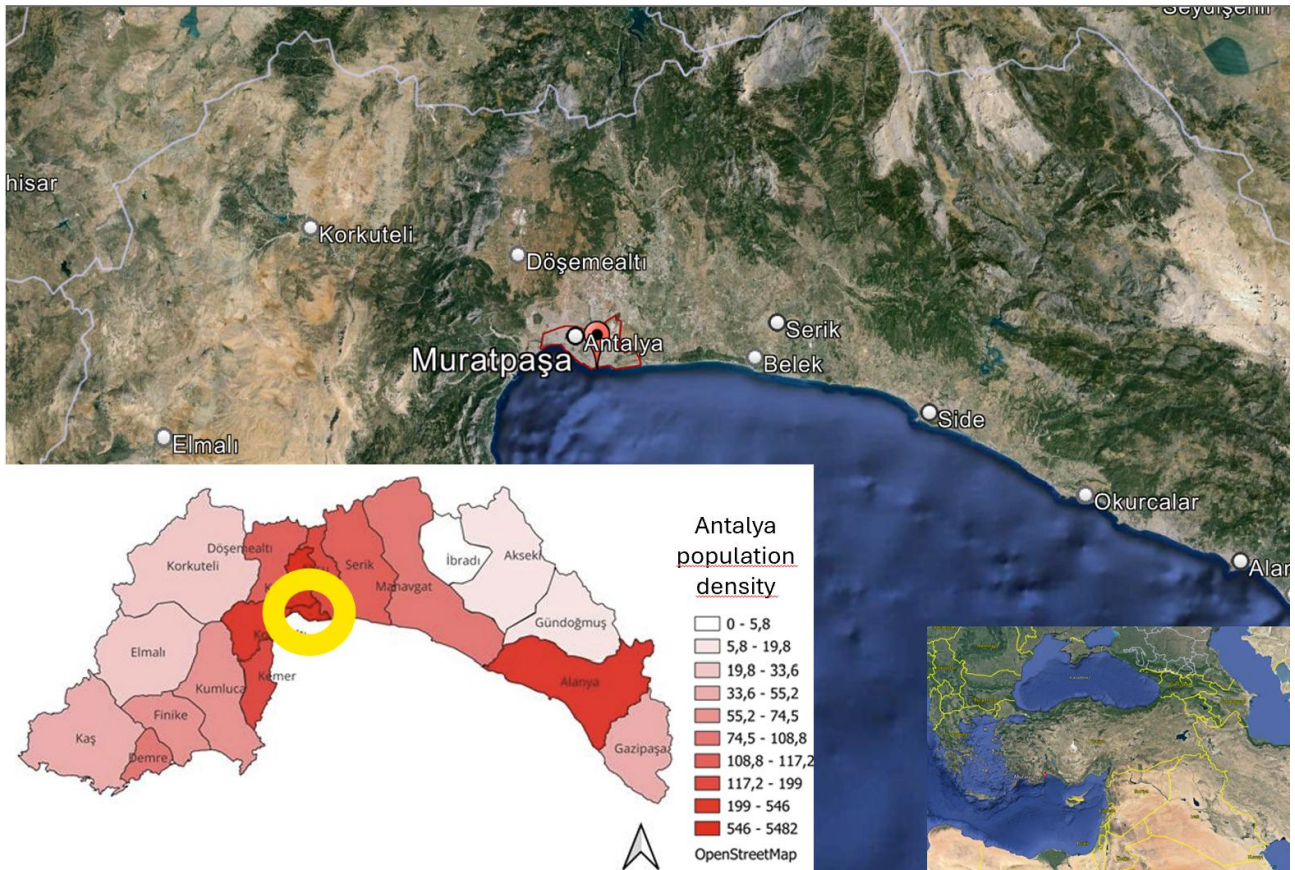 Seydişehir
hisar
Korkuteli
Döşemealtı
Antalya
Serik
Muratpaşa
Belek
Side
Elmalı
Okurcalar
Alan
Antalya
population
density
Döşemealtı
Korkuteli
Serik
Manavgat
İbradı
Akseki
Gündoğmuş
Elmalı
Kemer
Alanya
Kumluca
Finike
Kaş
Demre
Gazipaşa
0 - 5,8
5,8 - 19,8
19,8 - 33,6
33,6 - 55,2
55,2 - 74,5
74,5 - 108,8
108,8 - 117,2
117,2 - 199
199 - 546
546 - 5482
OpenStreetMap